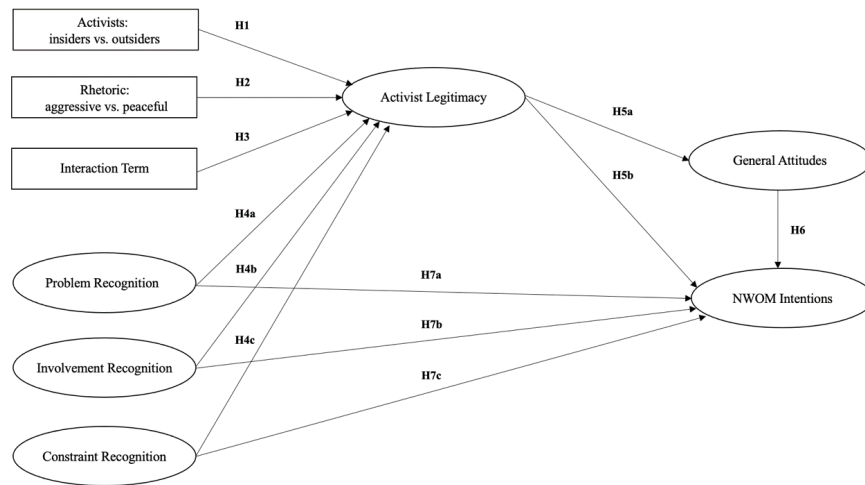 Activists:
insiders vs. outsiders
H1
Rhetoric:
aggressive vs. peaceful
H2
Activist Legitimacy
H3
Interaction Term
H5a
General Attitudes
H5b
H4a
H6
Problem Recognition
H4b
H7a
NWOM Intentions
H7b
Involvement Recognition
H4c
H7c
Constraint Recognition